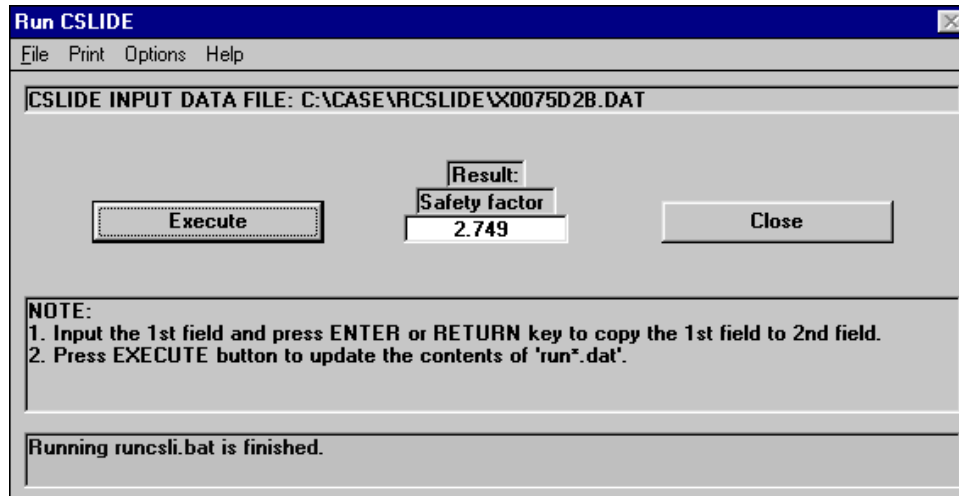 Run CSLIDE
File Print Options Help
CSLIDE INPUT DATA FILE: C:\CASE\RCSLIDE\X0075D2B.DAT
Result:
Safety factor
Execute
2.749
Close
NOTE:
1. Input the 1st field and press ENTER or RETURN key to copy the 1st field to 2nd field.
2. Press EXECUTE button to update the contents of 'run*.dat'.
Running runcsli.bat is finished.